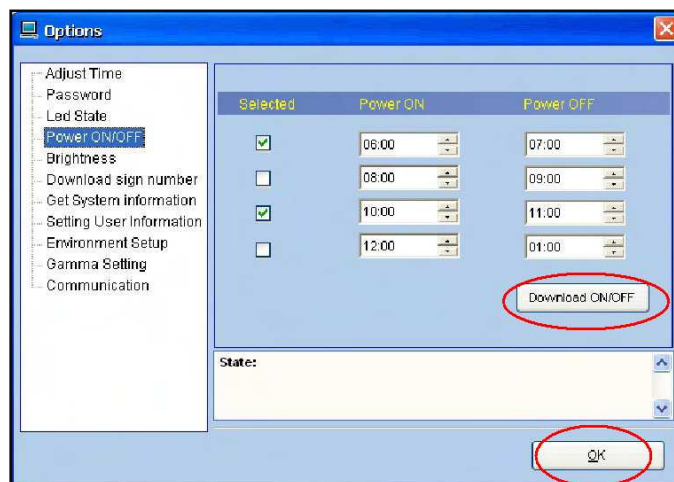 Options
Adjust Time
Password
Led State
Power ON/OFF
Brightness
Download sign number
Get System information
Setting User Information
Environment Setup
Gamma Setting
Communication
Selected Power ON Power OFF
06:00 07:00
08:00 09:00
10:00 11:00
12:00 01:00
Download ON/OFF
State:
OK